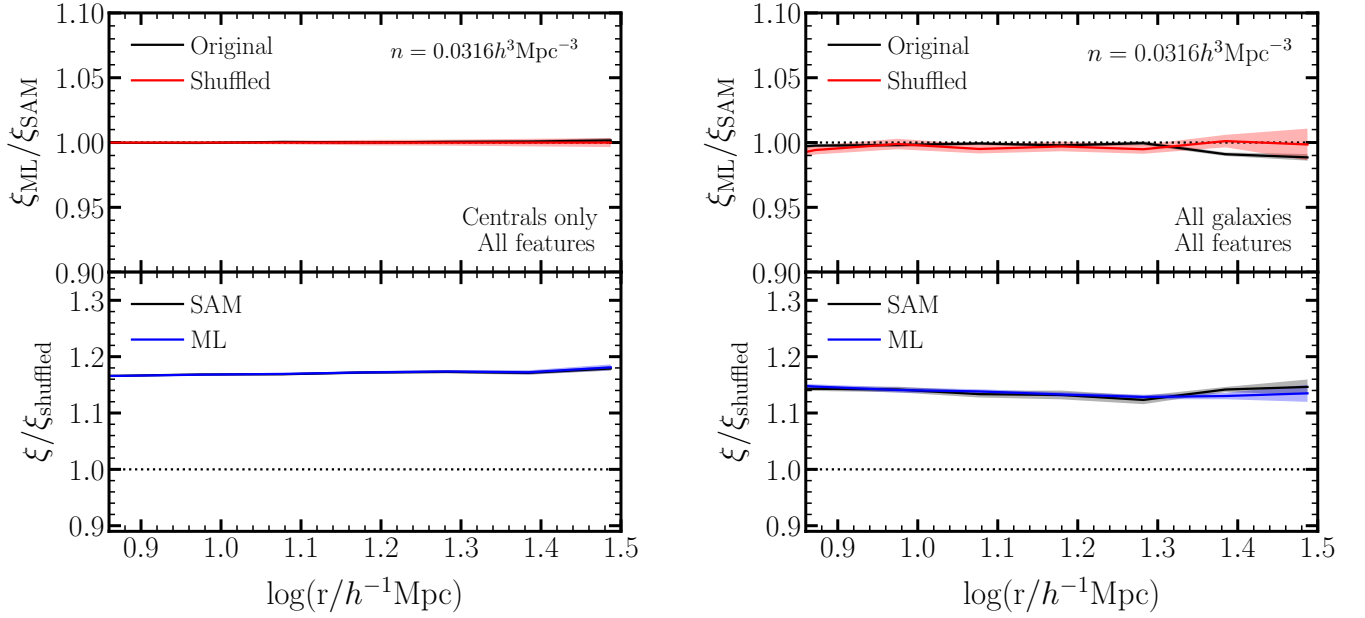 1.10
Original
n = 0.0316h³Mpc⁻³
Shuffled
1.05
ξML/ξSAM
1.00
0.95
Centrals only
All features
0.90
1.3
SAM
ML
1.2
ξ/ξshuffled
1.1
1.0
0.9
0.9 1.0 1.1 1.2 1.3 1.4 1.5
log(r/h⁻¹Mpc)
1.10
Original
n = 0.0316h³Mpc⁻³
Shuffled
1.05
ξML/ξSAM
1.00
0.95
All galaxies
All features
0.90
1.3
SAM
ML
1.2
ξ/ξshuffled
1.1
1.0
0.9
0.9 1.0 1.1 1.2 1.3 1.4 1.5
log(r/h⁻¹Mpc)